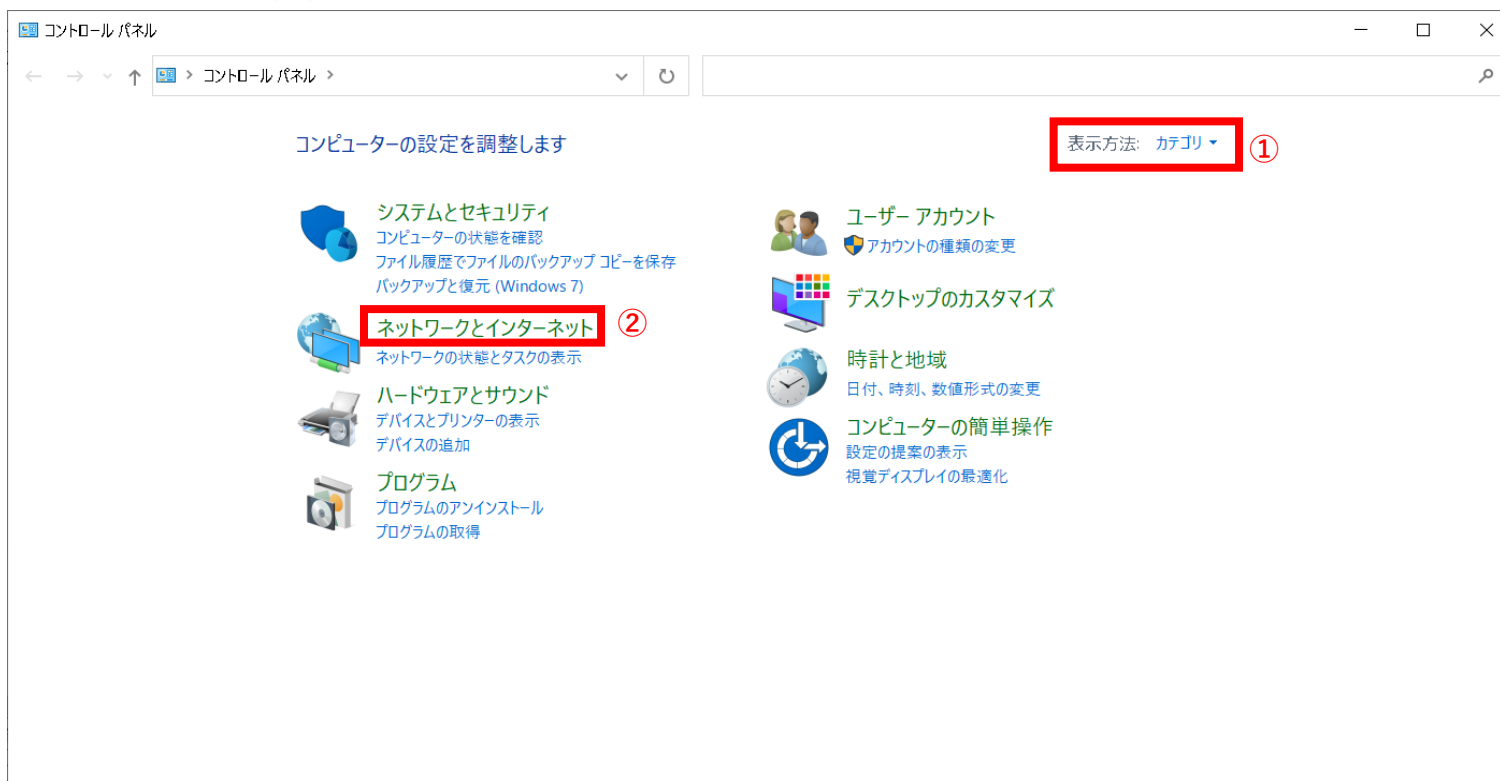 コントロール パネル
コントロール パネル
コンピューターの設定を調整します
表示方法: カテゴリ
①
システムとセキュリティ
コンピューターの状態を確認
ファイル履歴でファイルのバックアップ コピーを保存
バックアップと復元 (Windows 7)
ネットワークとインターネット
②
ネットワークの状態とタスクの表示
ハードウェアとサウンド
デバイスとプリンターの表示
デバイスの追加
プログラム
プログラムのアンインストール
プログラムの取得
ユーザー アカウント
アカウントの種類の変更
デスクトップのカスタマイズ
時計と地域
日付、時刻、数値形式の変更
コンピューターの簡単操作
設定の提案の表示
視覚ディスプレイの最適化